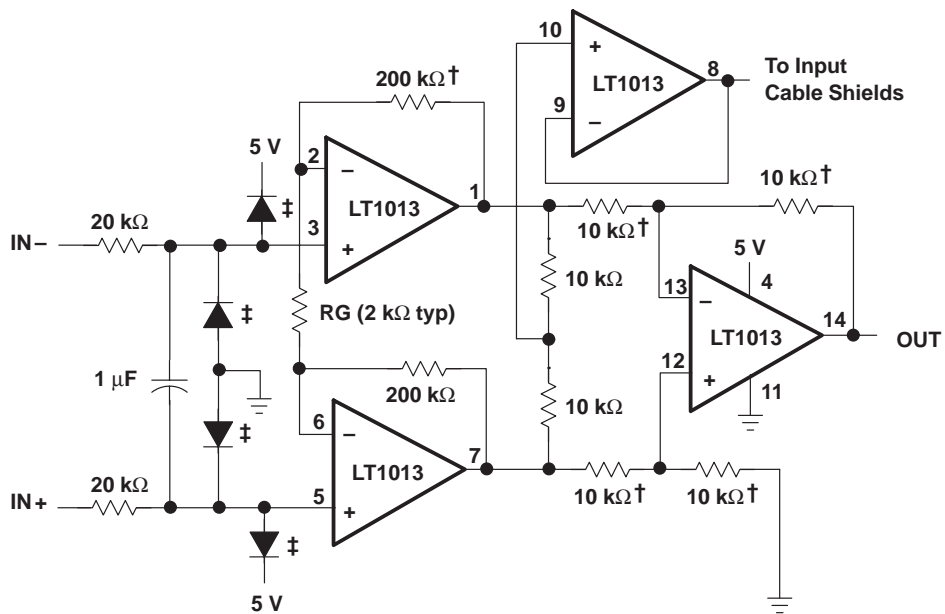 10
+
8
To Input
Cable Shields
LT1013
9
−
200 kΩ†
5 V
2
−
1
LT1013
‡
3
+
20 kΩ
IN−
10 kΩ†
10 kΩ†
5 V
4
13
−
14
LT1013
OUT
12
+
11
10 kΩ
‡
RG (2 kΩ typ)
1 μF
200 kΩ
10 kΩ
‡
6
−
7
LT1013
5
+
20 kΩ
IN+
10 kΩ†
10 kΩ†
‡
5 V